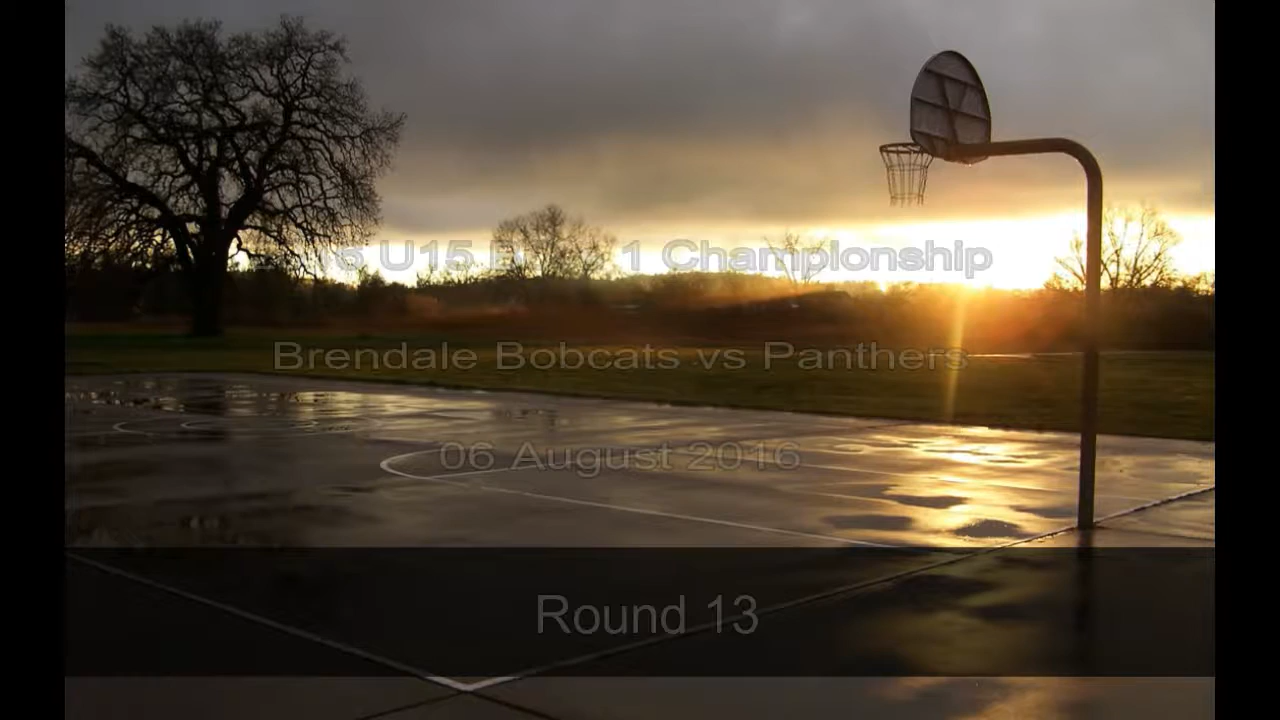 U15 1 Championship
Brendale Bobcats vs Panthers
06 August 2016
Round 13